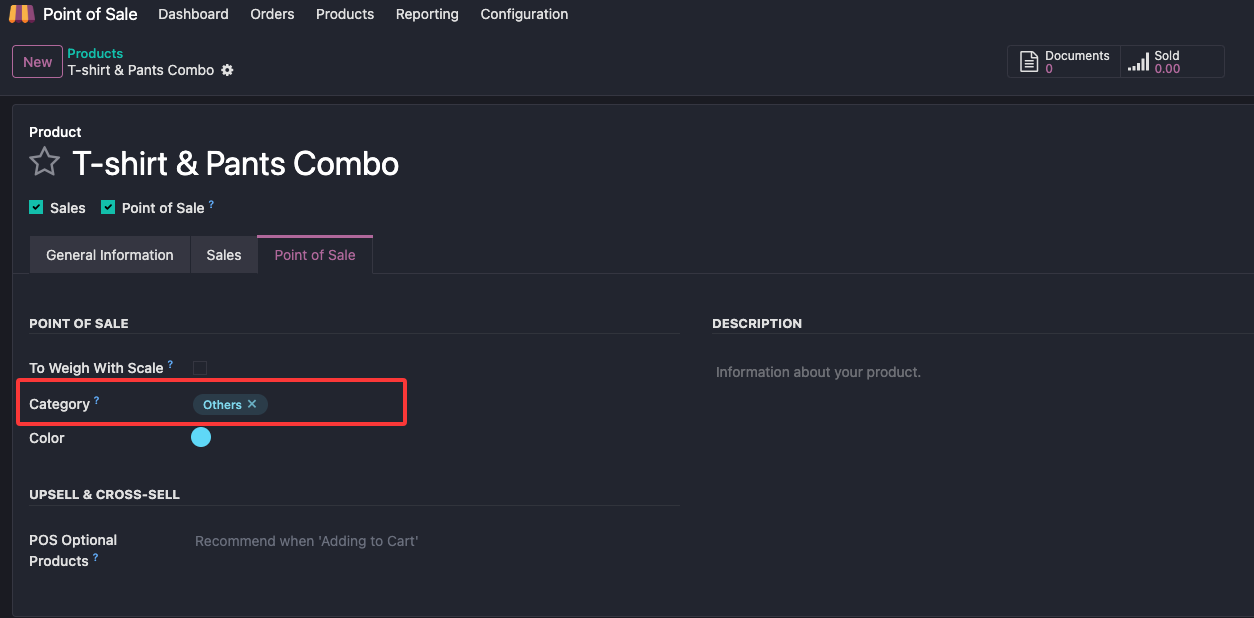 Point of Sale Dashboard Orders Products Reporting Configuration
New
Products
T-shirt & Pants Combo
Documents
0
Sold
0.00
Product
T-shirt & Pants Combo
Sales Point of Sale ?
General Information Sales Point of Sale
POINT OF SALE
To Weigh With Scale ?
Category ? Others ✕
Color
UPSELL & CROSS-SELL
POS Optional
Products ?
Recommend when 'Adding to Cart'
DESCRIPTION
Information about your product.